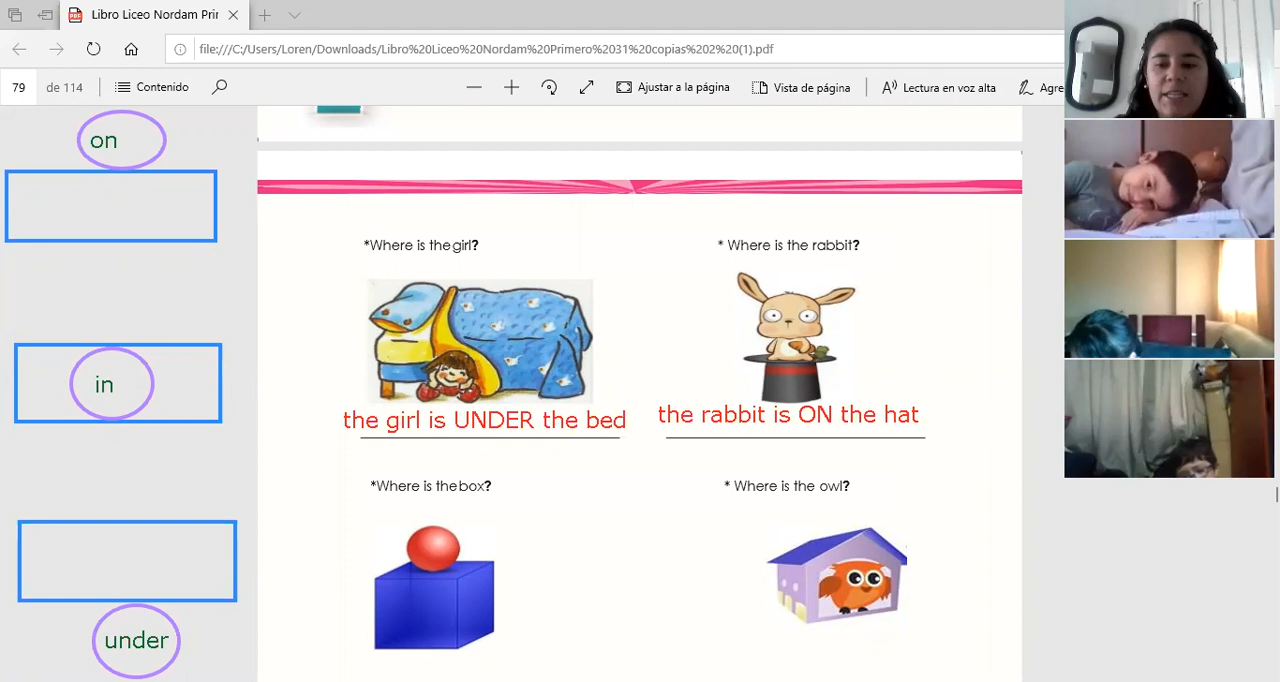 Libro Liceo Nordam Prir
file:///C:/Users/Loren/Downloads/Libro%20Liceo%20Nordam%20Primero%2031%20copias%202%20(1).pdf
79 de 114 Contenido Ajustar a la página Vista de página Lectura en voz alta Agre
on
in
under
*Where is the girl?
* Where is the rabbit?
the girl is UNDER the bed
the rabbit is ON the hat
*Where is the box?
* Where is the owl?